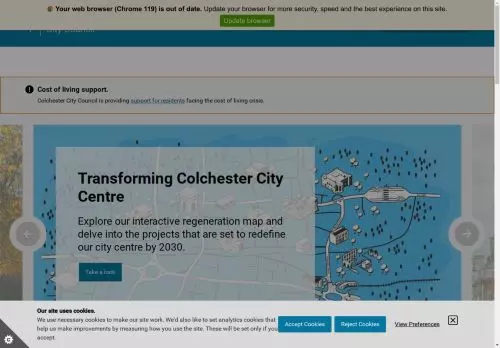 Your web browser (Chrome 119) is out of date. Update your browser for more security, speed and the best experience on this site.
Update browser
City Council
Cost of living support.
Colchester City Council is providing support for residents facing the cost of living crisis.
Transforming Colchester City
Centre
Explore our interactive regeneration map and
delve into the projects that are set to redefine
our city centre by 2030.
Take a look
Our site uses cookies.
We use necessary cookies to make our site work. We'd also like to set analytics cookies that
help us make improvements by measuring how you use the site. These will be set only if you
accept.
Accept Cookies
Reject Cookies
View Preferences